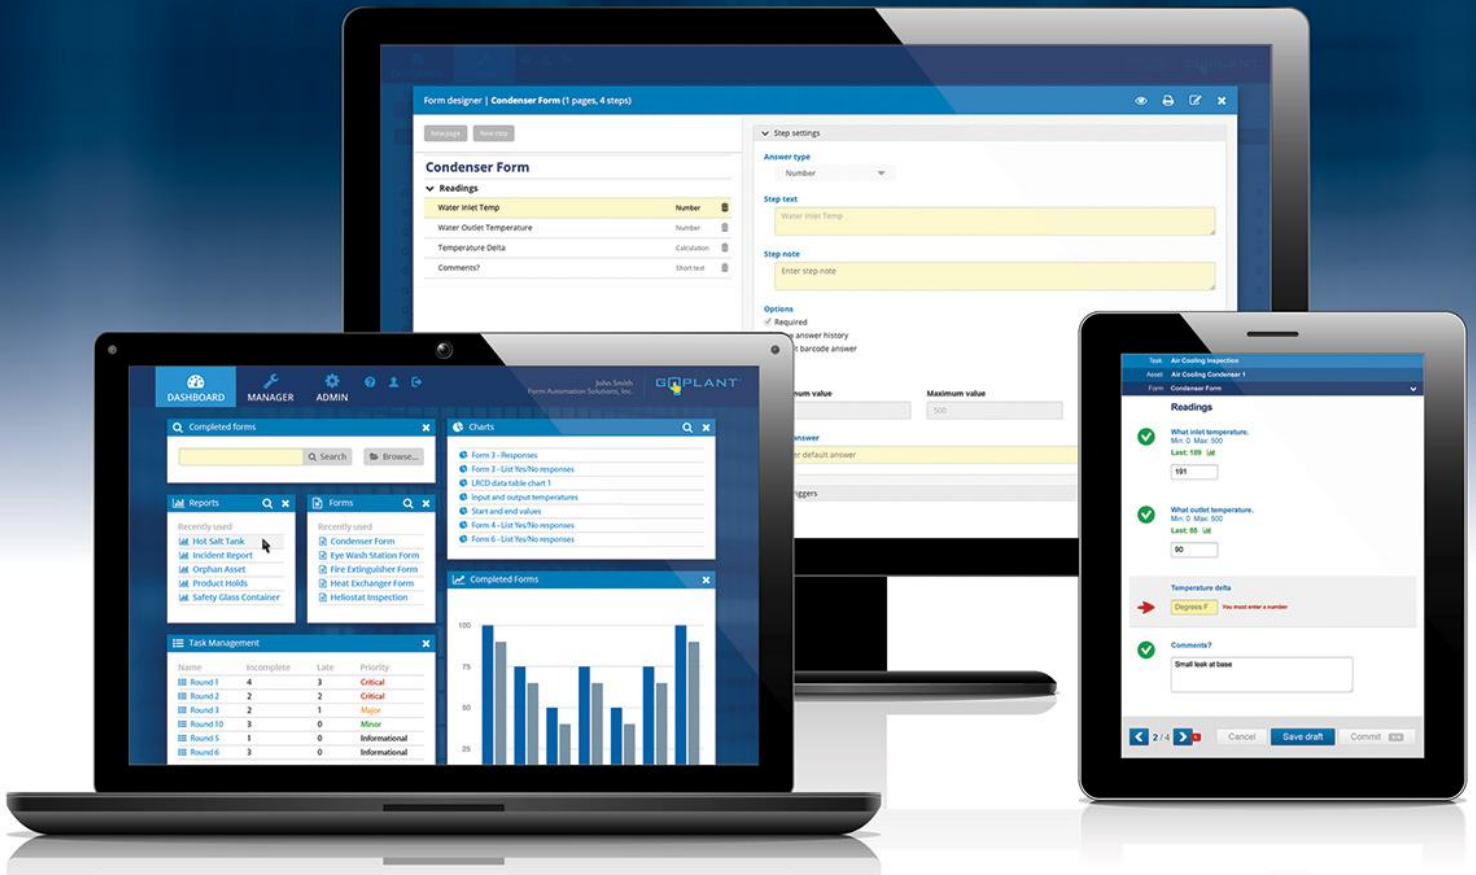 Form designer | Condenser Form (1 pages, 4 steps)
New page New step
Condenser Form
Readings
Water Inlet Temp Number
Water Outlet Temperature Number
Temperature Delta Calculation
Comments? Short text
Step settings
Answer type
Number
Step text
Water Inlet Temp
Step note
Enter step note
Options
Required
answer history
barcode answer
value Maximum value
500
answer
default answer
DASHBOARD MANAGER ADMIN
John Smith
Form Automation Solutions, Inc.
GOPLANT
Completed forms
Search Browse...
Reports
Recently used
Hot Salt Tank
Incident Report
Orphan Asset
Product Holds
Safety Glass Container
Forms
Recently used
Condenser Form
Eye Wash Station Form
Fire Extinguisher Form
Heat Exchanger Form
Heliostat Inspection
Task Management
Name Incomplete Late Priority
Round 1 4 3 Critical
Round 2 2 2 Critical
Round 3 2 1 Major
Round 10 3 0 Minor
Round 5 1 0 Informational
Round 6 3 0 Informational
Charts
Form 3 - Responses
Form 3 - List Yes/No responses
LRCD data table chart 1
Input and output temperatures
Start and end values
Form 4 - List Yes/No responses
Form 6 - List Yes/No responses
Completed Forms
100
75
50
25
Task Air Cooling Inspection
Asset Air Cooling Condenser 1
Form Condenser Form
Readings
What inlet temperature.
Min: 0 Max: 500
Last: 189
191
What outlet temperature.
Min: 0 Max: 500
Last: 88
90
Temperature delta
Degrees F You must enter a number
Comments?
Small leak at base
2 / 4 Cancel Save draft Commit